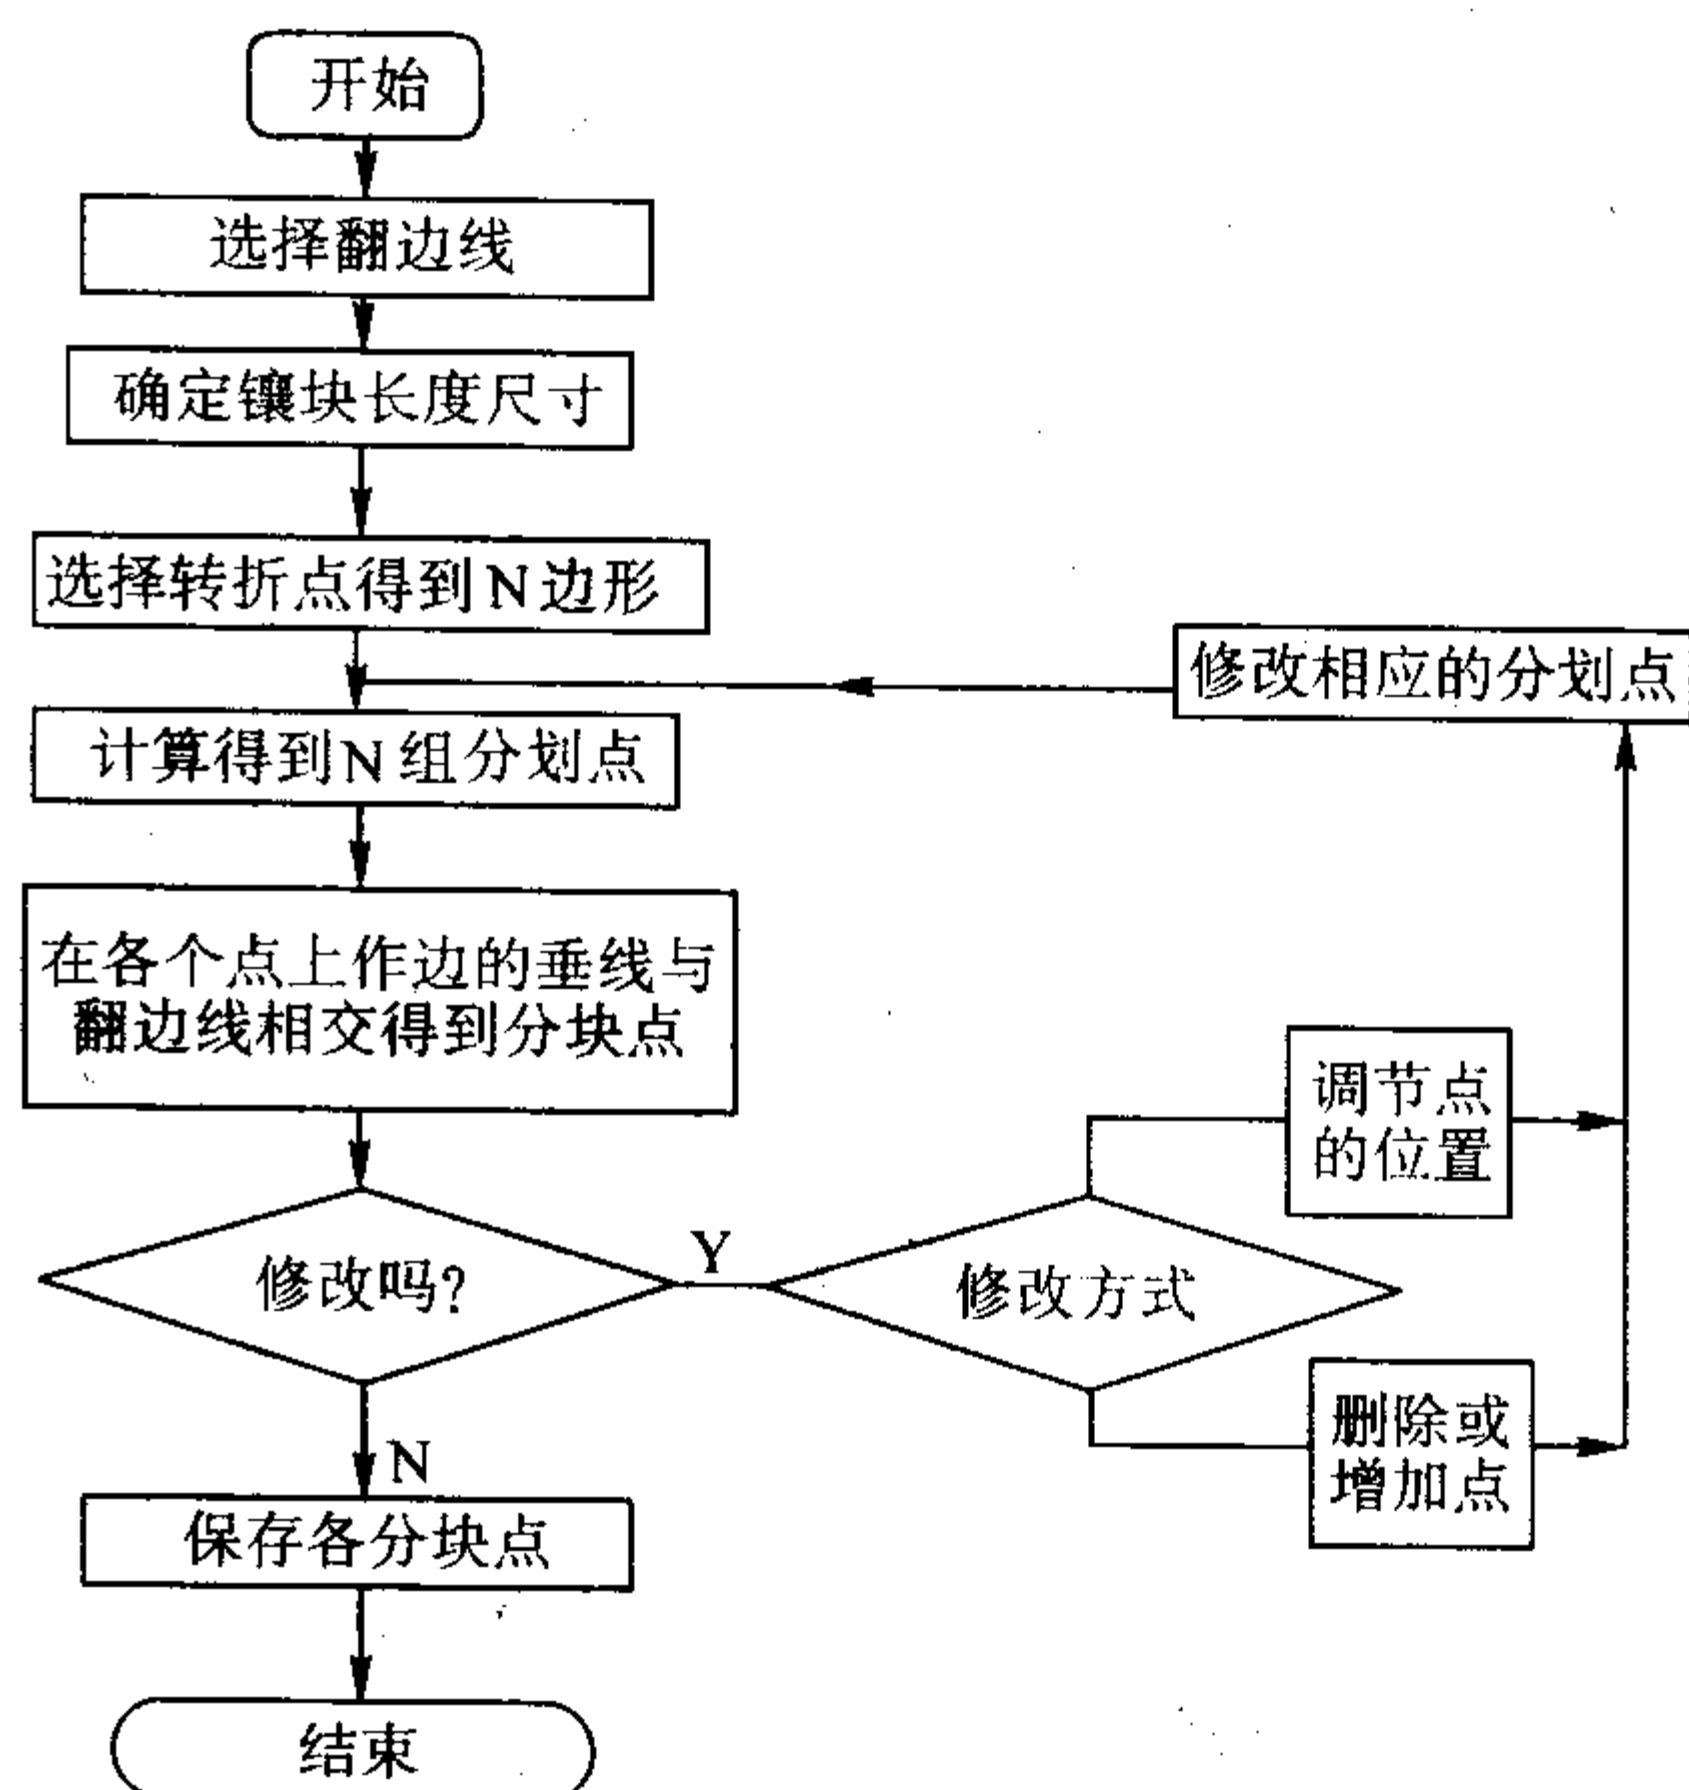 开始
选择翻边线
确定镶块长度尺寸
选择转折点得到N边形
修改相应的分划点
计算得到N组分划点
在各个点上作边的垂线与
翻边线相交得到分块点
调节点
的位置
修改吗?
Y
修改方式
删除或
增加点
N
保存各分块点
结束